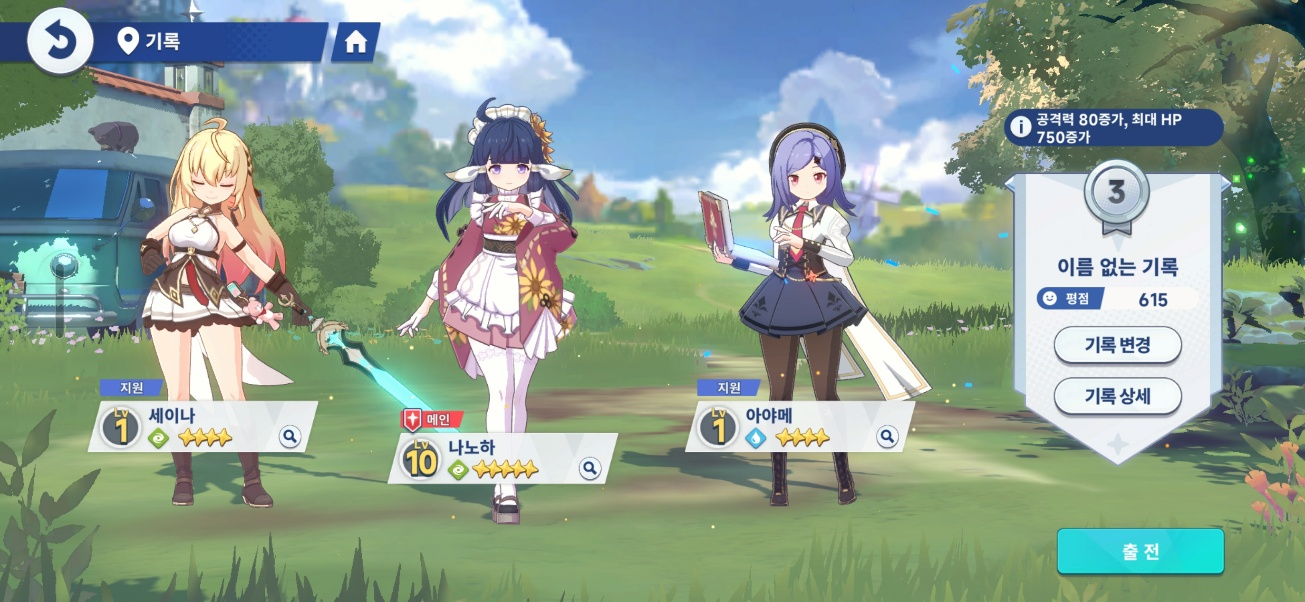 기록
공격력 80증가, 최대 HP
750증가
3
이름 없는 기록
평점 615
기록 변경
기록 상세
지원
Lv 1 세이나
메인
Lv 10 나노하
지원
Lv 1 아야메
출전